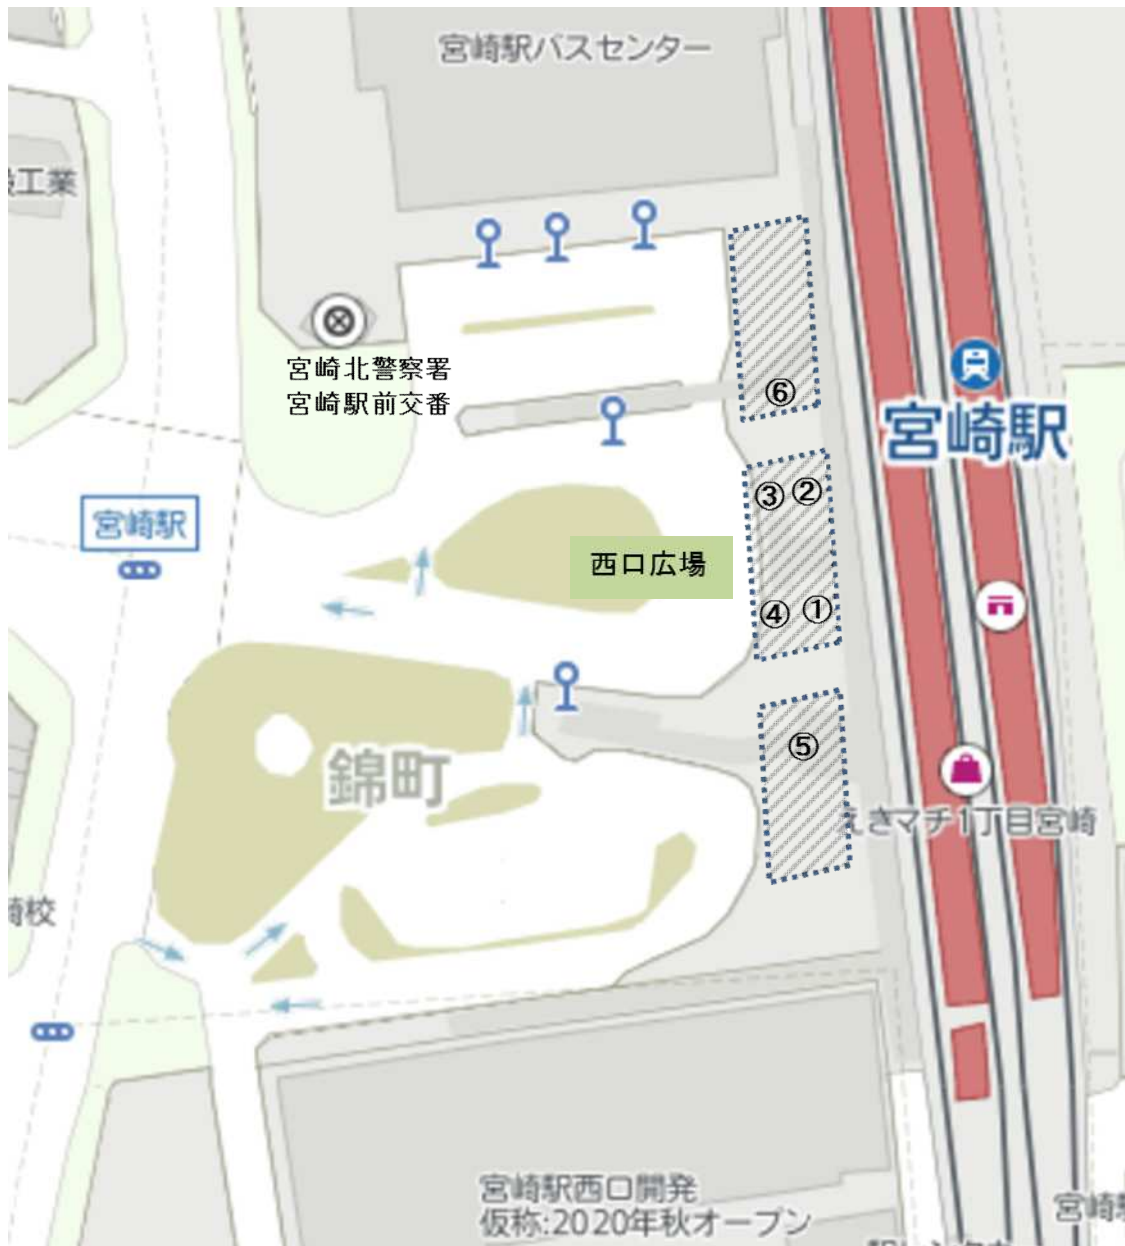 宮崎駅バスセンター
工業
宮崎北警察署
宮崎駅前交番
⑥
宮崎駅
③ ②
宮崎駅
西口広場
④ ①
⑤
錦町
えきマチ1丁目宮崎
校
宮崎駅西口開発
仮称:2020年秋オープン
宮崎